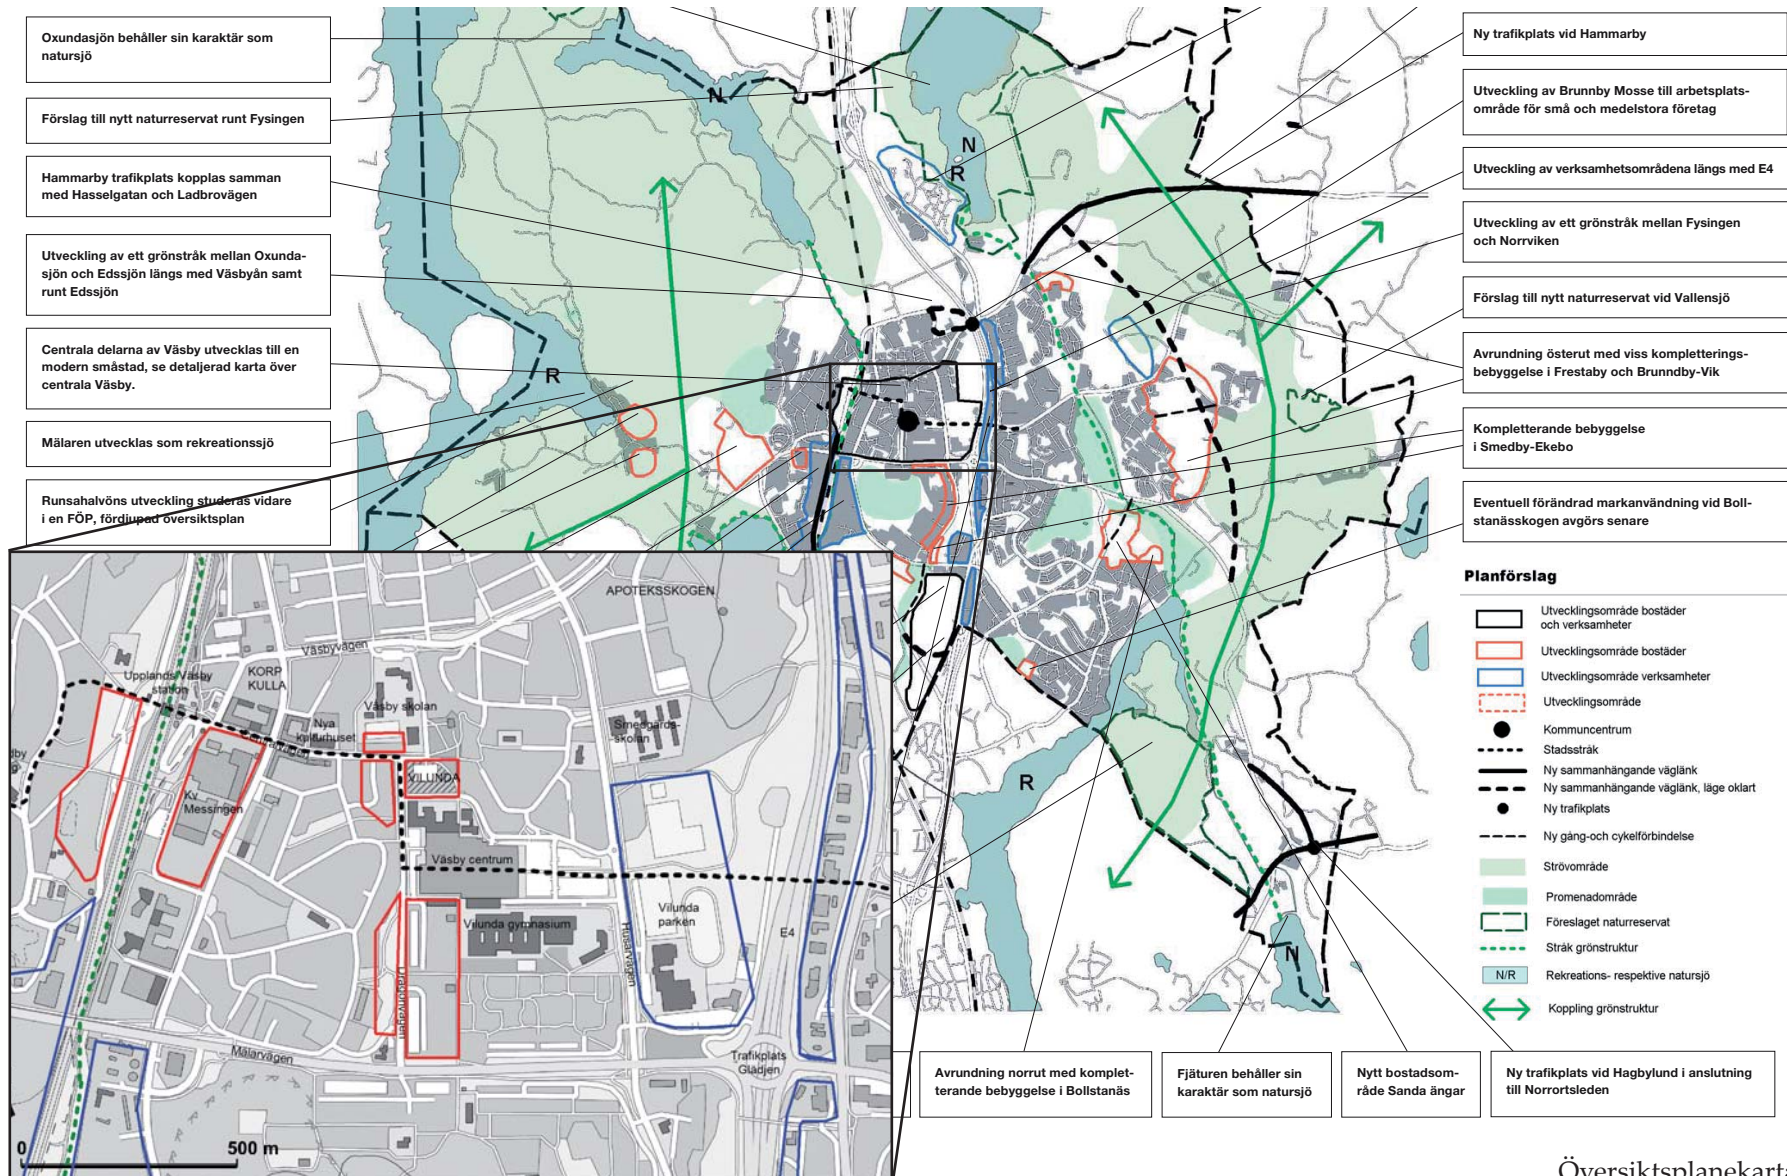 Oxundasjön behåller sin karaktär som
natursjö
Förslag till nytt naturreservat runt Fysingen
Hammarby trafikplats kopplas samman
med Hasselgatan och Ladbrovägen
Utveckling av ett grönstråk mellan Oxunda-
sjön och Edssjön längs med Väsbyån samt
runt Edssjön
Centrala delarna av Väsby utvecklas till en
modern småstad, se detaljerad karta över
centrala Väsby.
Mälaren utvecklas som rekreationssjö
Runsahalvöns utveckling studeras vidare
i en FÖP, fördjupad översiktsplan
N
N
R
R
R
N
Ny trafikplats vid Hammarby
Utveckling av Brunnby Mosse till arbetsplats-
område för små och medelstora företag
Utveckling av verksamhetsområdena längs med E4
Utveckling av ett grönstråk mellan Fysingen
och Norrviken
Förslag till nytt naturreservat vid Vallensjö
Avrundning österut med viss kompletterings-
bebyggelse i Frestaby och Brunndby-Vik
Kompletterande bebyggelse
i Smedby-Ekebo
Eventuell förändrad markanvändning vid Boll-
stanässkogen avgörs senare
Planförslag
Utvecklingsområde bostäder
och verksamheter
Utvecklingsområde bostäder
Utvecklingsområde verksamheter
Utvecklingsområde
Kommuncentrum
Stadsstråk
Ny sammanhängande väglänk
Ny sammanhängande väglänk, läge oklart
Ny trafikplats
Ny gång-och cykelförbindelse
Strövområde
Promenadområde
Föreslaget naturreservat
Stråk grönstruktur
N/R
Rekreations- respektive natursjö
Koppling grönstruktur
APOTEKSSKOGEN
Väsbyvägen
KORP
KULLA
Upplands Väsby
station
Väsby skolan
Nya
kulturhuset
Smedgårds-
skolan
Centralvägen
VILUNDA
Kv
Messingen
Väsby centrum
Vilunda gymnasium
Vilunda
parken
E4
Husarvägen
Dragonvägen
Mälarvägen
Trafikplats
Glädjen
0
500 m
Avrundning norrut med komplet-
terande bebyggelse i Bollstanäs
Fjäturen behåller sin
karaktär som natursjö
Nytt bostadsom-
råde Sanda ängar
Ny trafikplats vid Hagbylund i anslutning
till Norrortsleden
Översiktsplanekarta